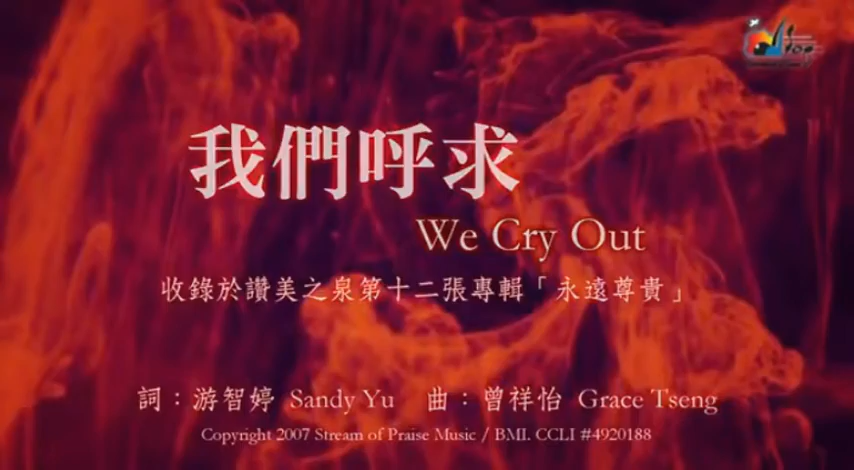 我們呼求
We Cry Out
收錄於讚美之泉第十二張專輯「永遠尊貴」
詞：游智婷 Sandy Yu 曲：曾祥怡 Grace Tseng
Copyright 2007 Stream of Praise Music / BMI. CCLI #4920188